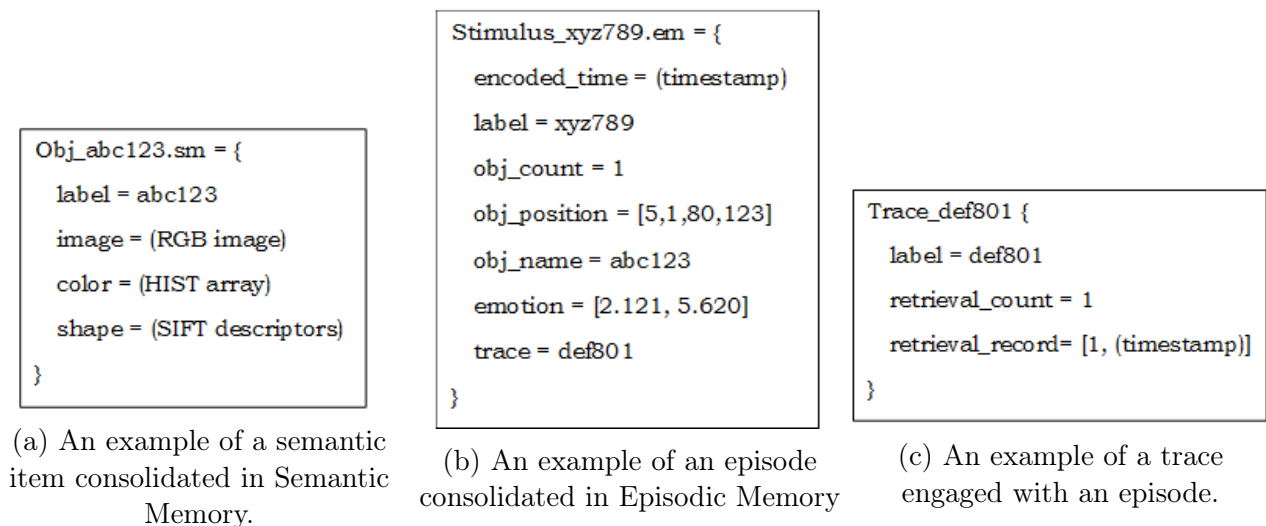 Obj_abc123.sm = {
label = abc123
image = (RGB image)
color = (HIST array)
shape = (SIFT descriptors)
}
(a) An example of a semantic
item consolidated in Semantic
Memory.
Stimulus_xyz789.em = {
encoded_time = (timestamp)
label = xyz789
obj_count = 1
obj_position = [5,1,80,123]
obj_name = abc123
emotion = [2.121, 5.620]
trace = def801
}
(b) An example of an episode
consolidated in Episodic Memory
Trace_def801 {
label = def801
retrieval_count = 1
retrieval_record= [1, (timestamp)]
}
(c) An example of a trace
engaged with an episode.